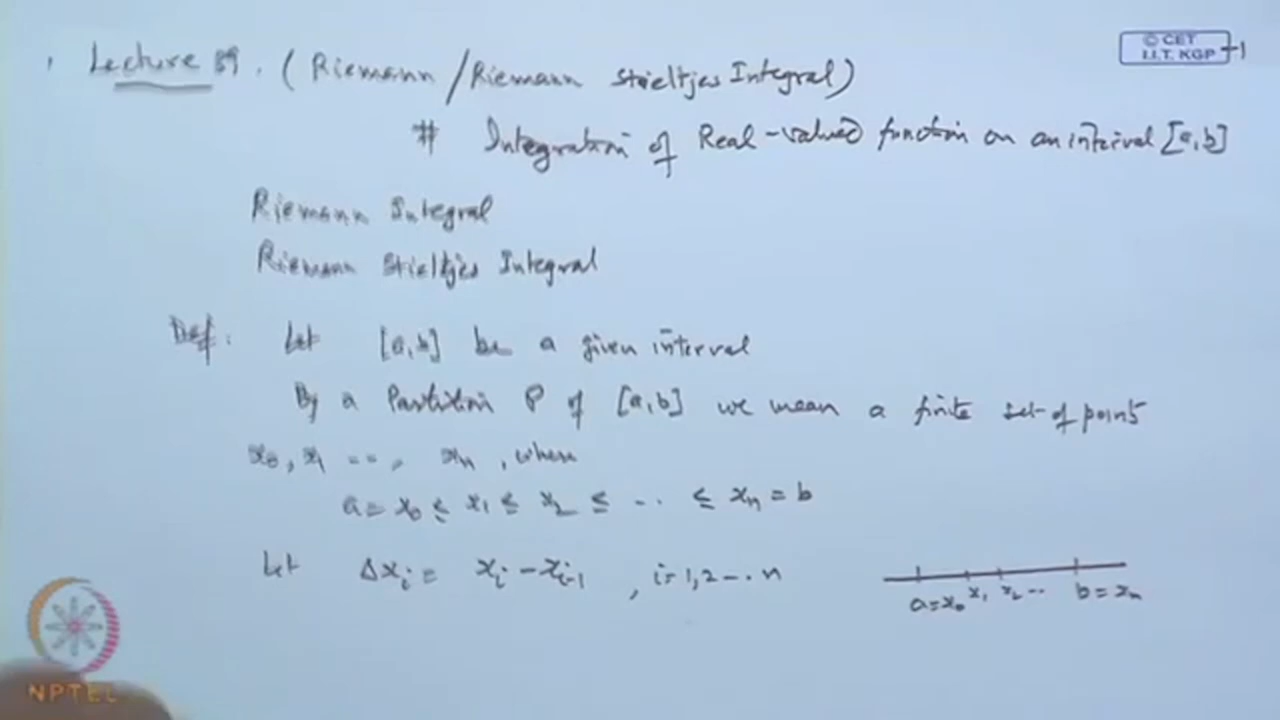 Lecture 39. (Riemann/Riemann Stieltjes Integral)
© CET
I.I.T. KGP
# Integration of Real-valued function on an interval [a,b]
Riemann Integral
Riemann Stieltjes Integral
Def. Let [a,b] be a given interval
By a Partition P of [a,b] we mean a finite set of points
x₀, x₁ --, xₙ, where
a = x₀ ≤ x₁ ≤ x₂ ≤ -.. ≤ xₙ = b
Let Δxᵢ = xᵢ - xᵢ₋₁ , i=1,2-..n
a=x₀ x₁ x₂ -.. b=xₙ
NPTEL